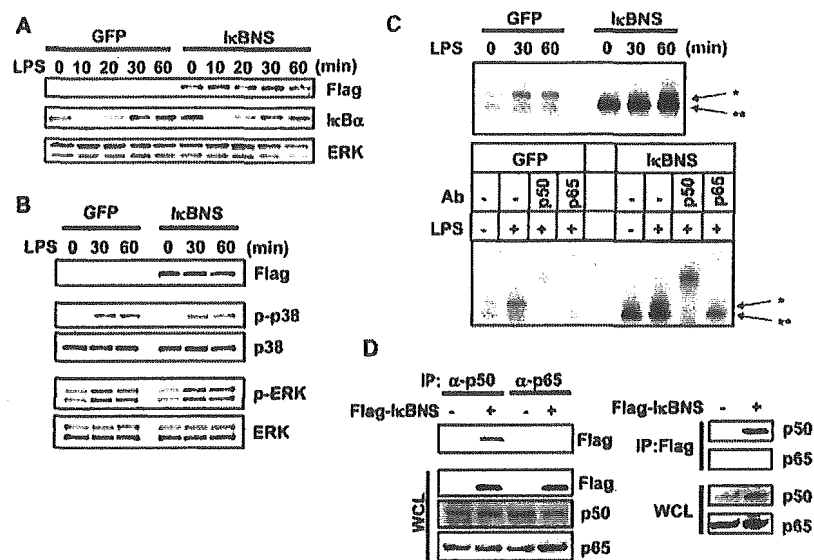 A
GFP IκBNS
LPS 0 10 20 30 60 0 10 20 30 60 (min)
Flag
IκBα
ERK
B
GFP IκBNS
LPS 0 30 60 0 30 60 (min)
Flag
p-p38
p38
p-ERK
ERK
C
GFP IκBNS
LPS 0 30 60 0 30 60 (min)
*
**
GFP IκBNS
Ab - - p50 p65 - - p50 p65
LPS - + + + - + + +
*
**
D
IP: α-p50 α-p65
Flag-IκBNS - + - +
Flag
WCL
Flag
p50
p65
Flag-IκBNS - +
IP:Flag
p50
p65
WCL
p50
p65